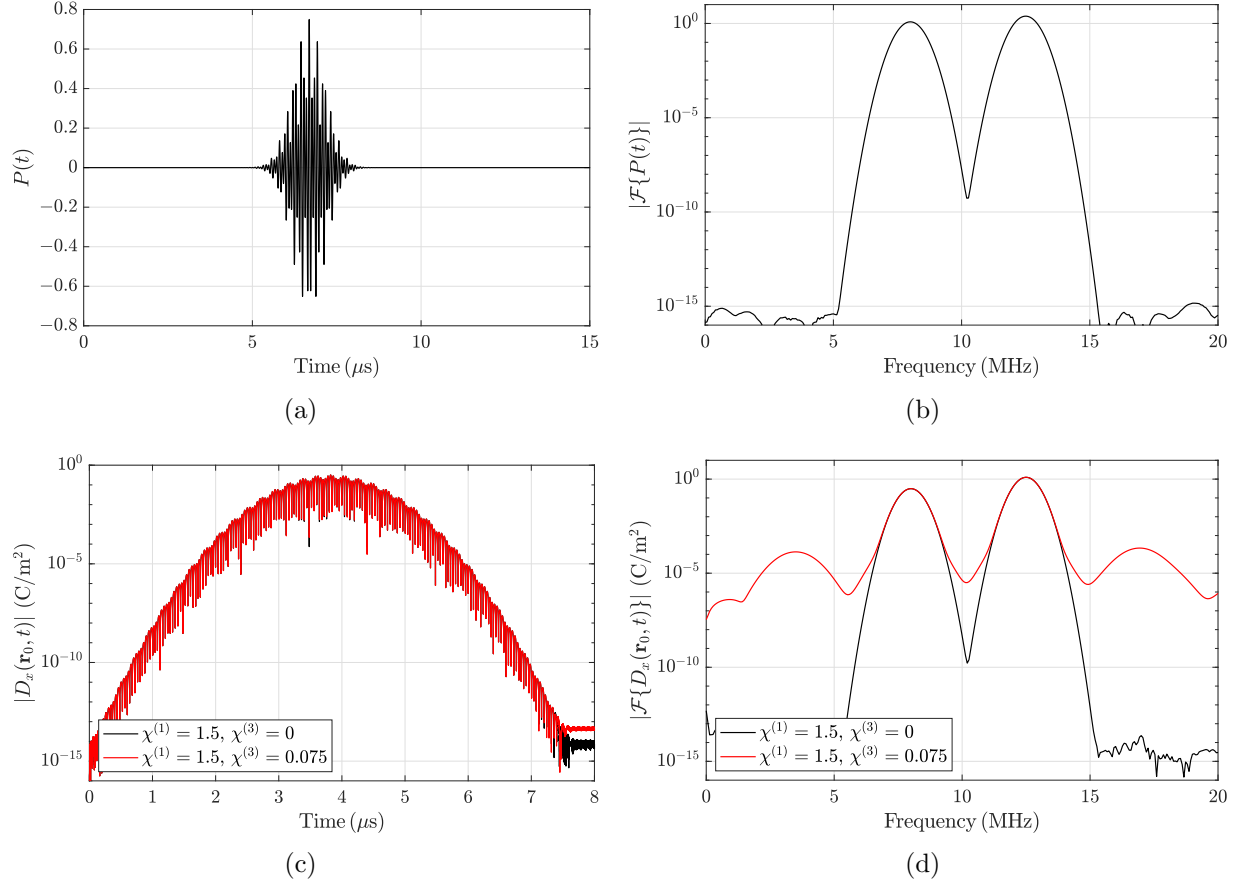 0.8
0.6
0.4
0.2
0
−0.2
−0.4
−0.6
−0.8
P(t)
0 5 10 15
Time (μs)
(a)
10^0
10^−5
10^−10
10^−15
|ℱ{P(t)}|
0 5 10 15 20
Frequency (MHz)
(b)
10^0
10^−5
10^−10
10^−15
|D_x(r_0, t)| (C/m^2)
χ^(1) = 1.5, χ^(3) = 0
χ^(1) = 1.5, χ^(3) = 0.075
0 1 2 3 4 5 6 7 8
Time (μs)
(c)
10^0
10^−5
10^−10
10^−15
|ℱ{D_x(r_0, t)}| (C/m^2)
χ^(1) = 1.5, χ^(3) = 0
χ^(1) = 1.5, χ^(3) = 0.075
0 5 10 15 20
Frequency (MHz)
(d)